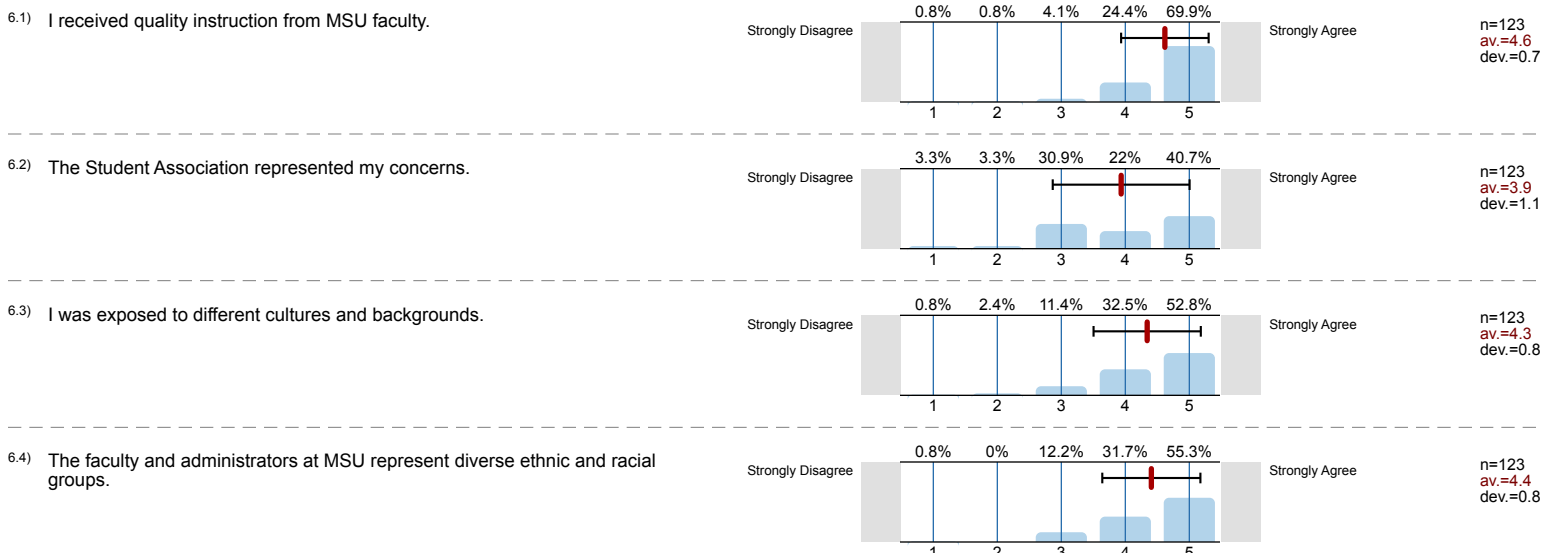 6.1) I received quality instruction from MSU faculty.
Strongly Disagree
0.8% 0.8% 4.1% 24.4% 69.9%
1 2 3 4 5
Strongly Agree
n=123
av.=4.6
dev.=0.7
6.2) The Student Association represented my concerns.
Strongly Disagree
3.3% 3.3% 30.9% 22% 40.7%
1 2 3 4 5
Strongly Agree
n=123
av.=3.9
dev.=1.1
6.3) I was exposed to different cultures and backgrounds.
Strongly Disagree
0.8% 2.4% 11.4% 32.5% 52.8%
1 2 3 4 5
Strongly Agree
n=123
av.=4.3
dev.=0.8
6.4) The faculty and administrators at MSU represent diverse ethnic and racial
groups.
Strongly Disagree
0.8% 0% 12.2% 31.7% 55.3%
1 2 3 4 5
Strongly Agree
n=123
av.=4.4
dev.=0.8